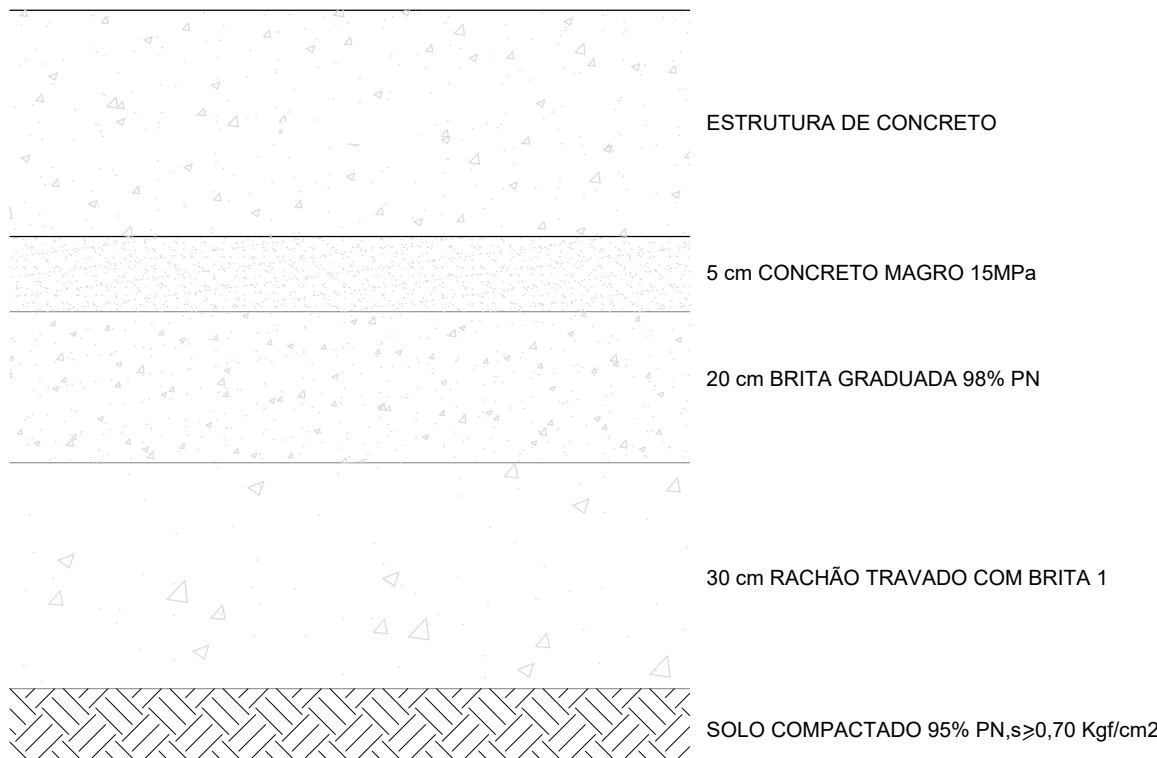 ESTRUTURA DE CONCRETO
5 cm CONCRETO MAGRO 15MPa
20 cm BRITA GRADUADA 98% PN
30 cm RACHÃO TRAVADO COM BRITA 1
SOLO COMPACTADO 95% PN,s⩾0,70 Kgf/cm2